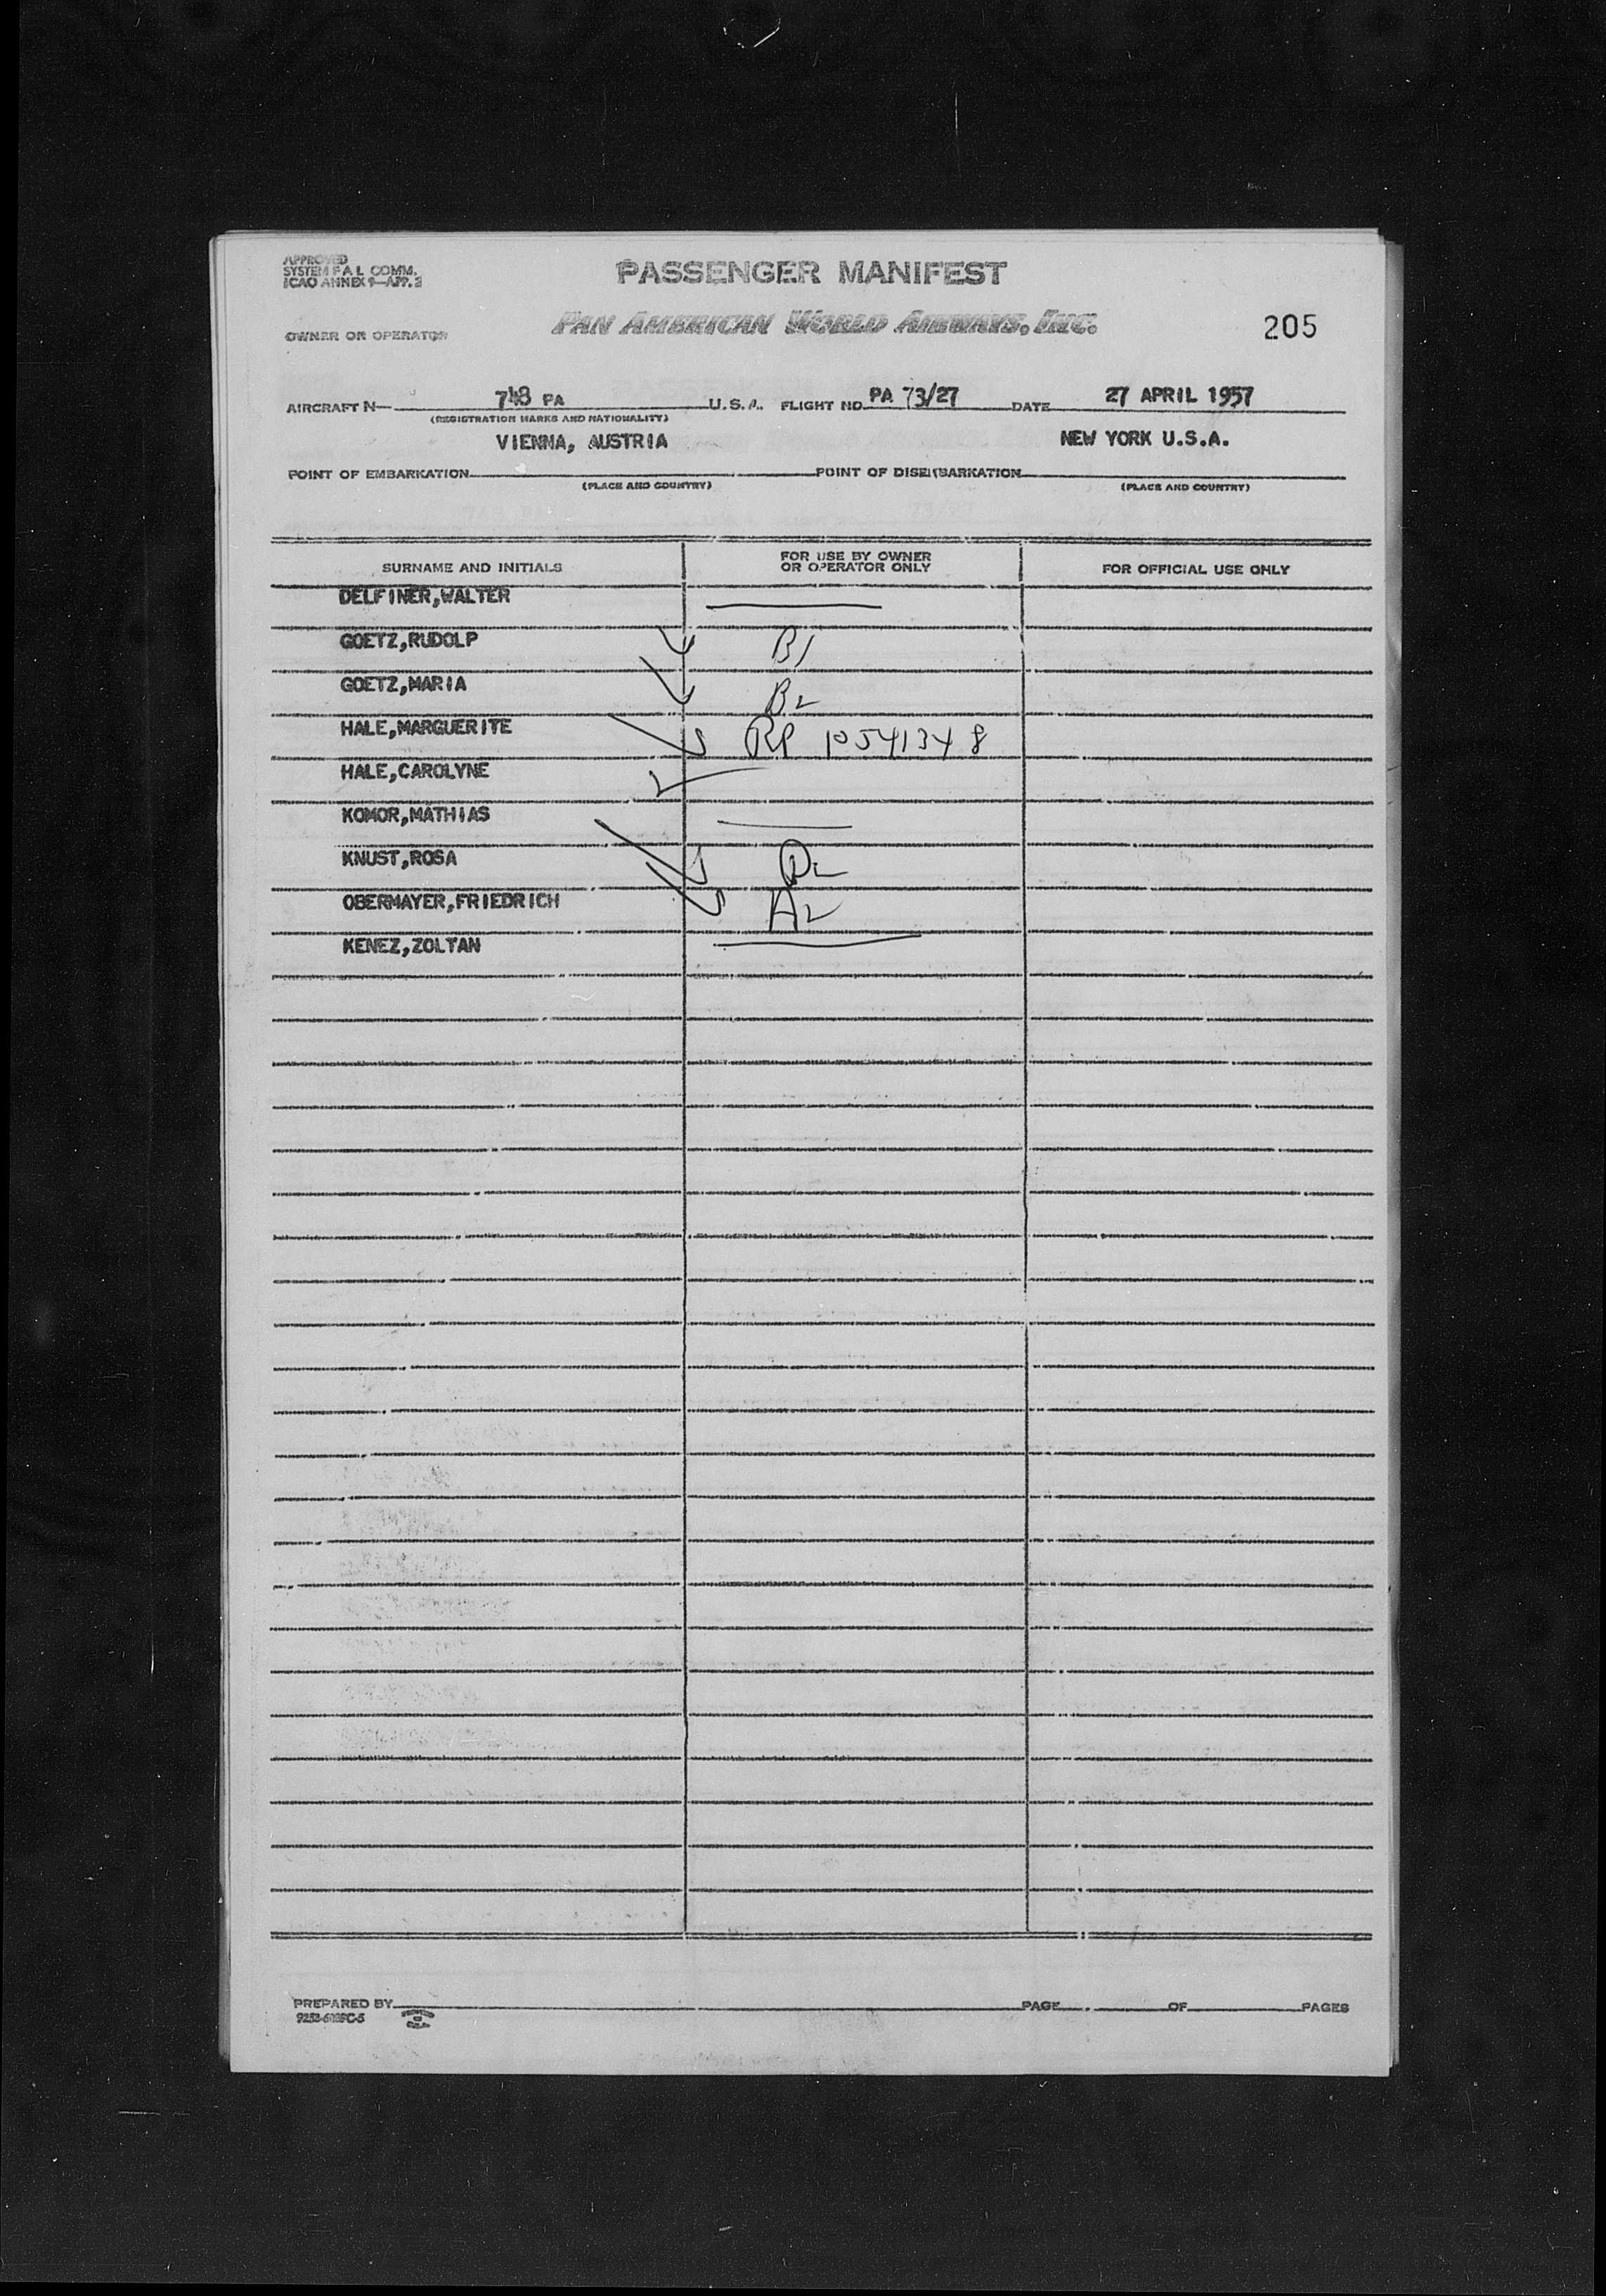 APPROVED
SYSTEM F A L COMM.
ICAO ANNEX 9—APP. 2
PASSENGER MANIFEST
OWNER OR OPERATOR
PAN AMERICAN WORLD AIRWAYS, INC.
205
AIRCRAFT N— 748 PA U.S.A. FLIGHT NO PA 73/27 DATE 27 APRIL 1957
(REGISTRATION MARKS AND NATIONALITY)
VIENNA, AUSTRIA NEW YORK U.S.A.
POINT OF EMBARKATION POINT OF DISEMBARKATION
(PLACE AND COUNTRY) (PLACE AND COUNTRY)
SURNAME AND INITIALS FOR USE BY OWNER OR OPERATOR ONLY FOR OFFICIAL USE ONLY
DELFINER,WALTER
GOETZ,RUDOLP B1
GOETZ,MARIA B2
HALE,MARGUERITE RP 1054134 8
HALE,CAROLYNE
KOMOR,MATHIAS
KNUST,ROSA
OBERMAYER,FRIEDRICH A2
KENEZ,ZOLTAN
PREPARED BY PAGE OF PAGES